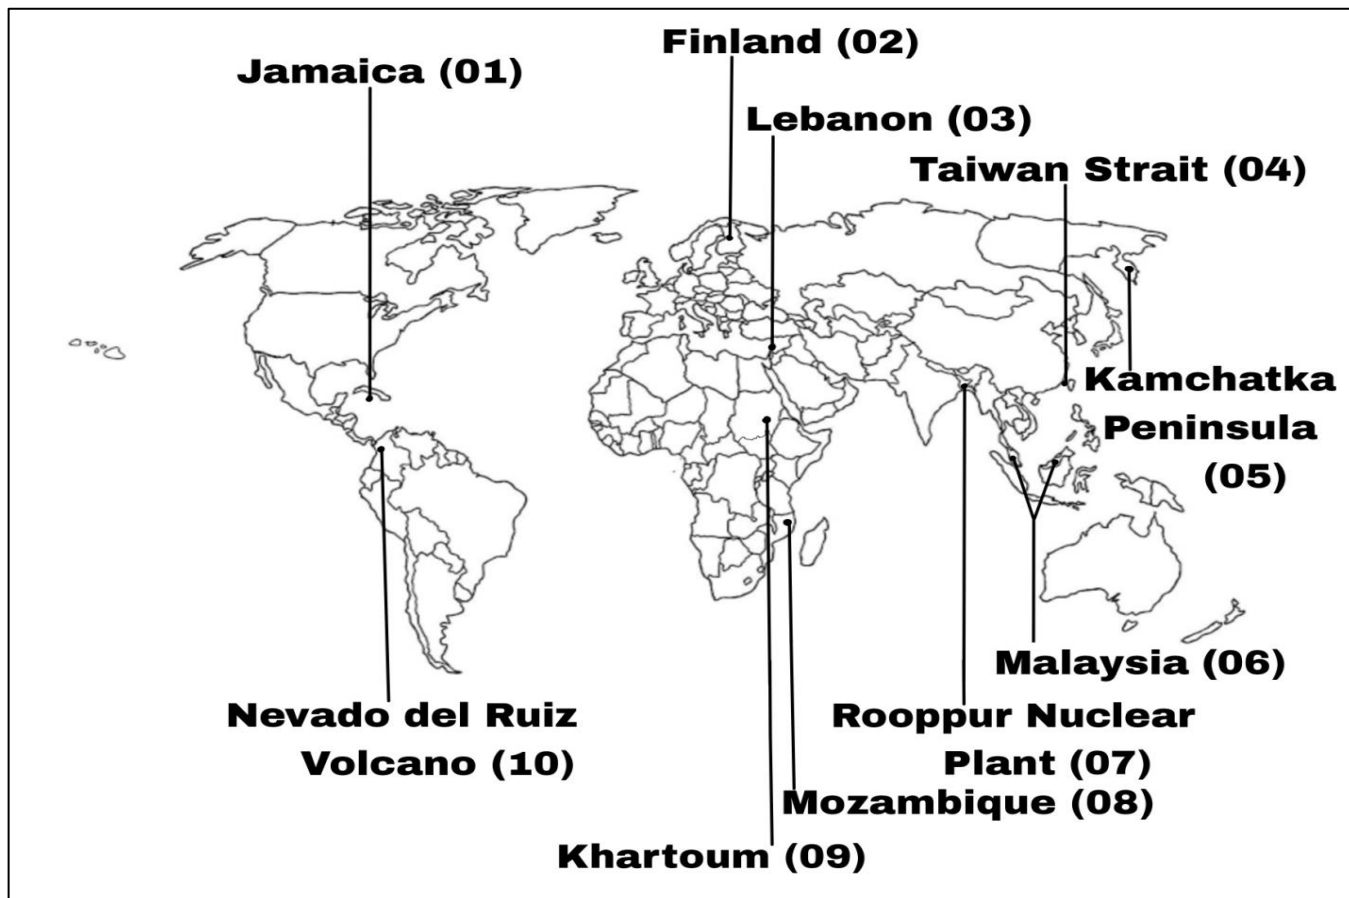 Finland (02)
Jamaica (01)
Lebanon (03)
Taiwan Strait (04)
Kamchatka
Peninsula
(05)
Malaysia (06)
Nevado del Ruiz
Volcano (10)
Rooppur Nuclear
Plant (07)
Mozambique (08)
Khartoum (09)